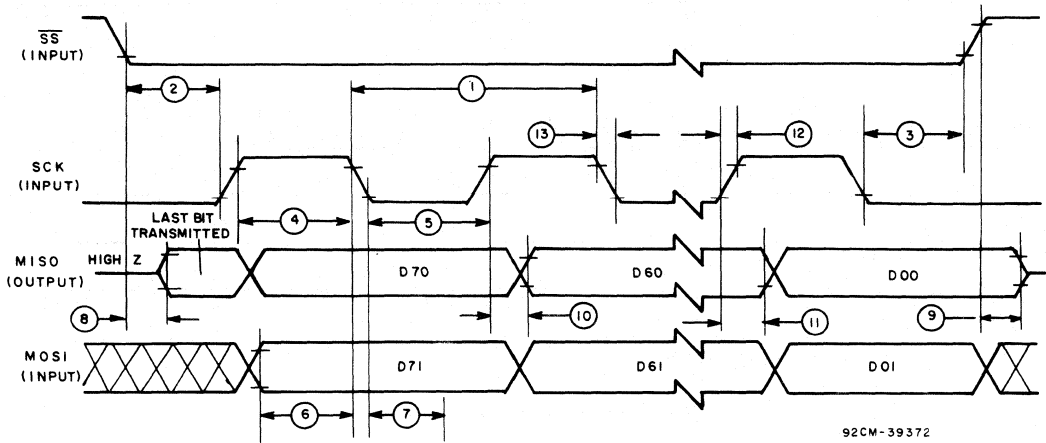 SS
(INPUT)
2
1
13
12
3
SCK
(INPUT)
4
5
LAST BIT
TRANSMITTED
MISO
(OUTPUT)
HIGH Z
D70
D60
D00
8
10
11
9
MOSI
(INPUT)
D71
D61
D01
6
7
92CM-39372